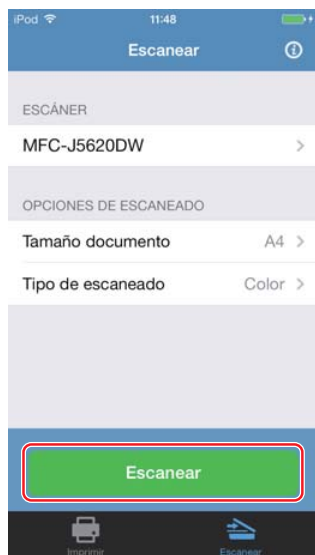 iPod 11:48
Escanear
ESCÁNER
MFC-J5620DW
OPCIONES DE ESCANEADO
Tamaño documento A4
Tipo de escaneado Color
Escanear
Imprimir Escanear